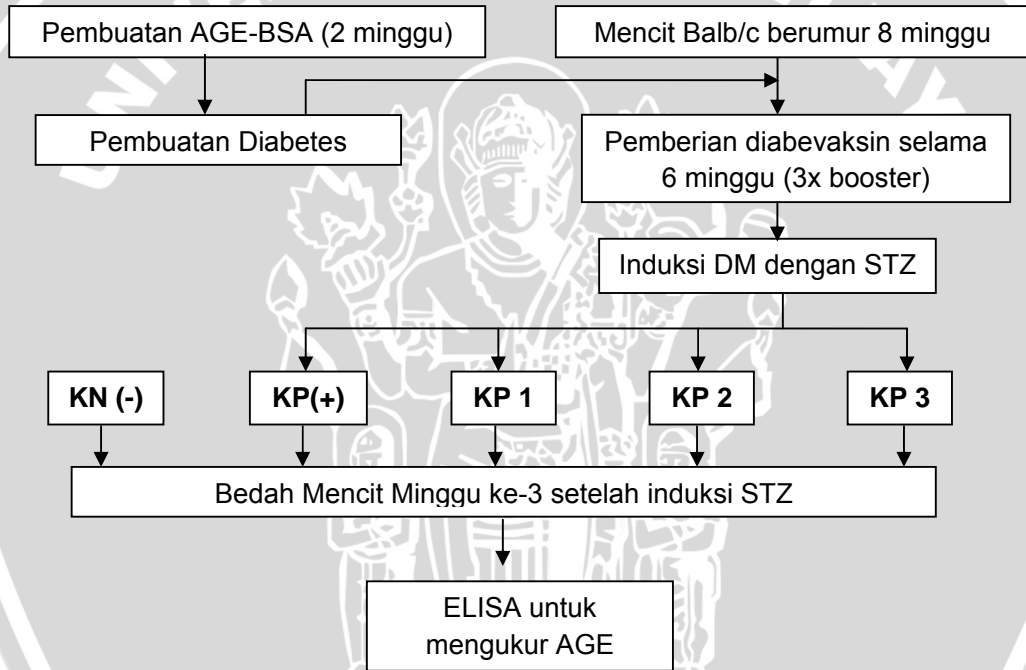 Pembuatan AGE-BSA (2 minggu)
Mencit Balb/c berumur 8 minggu
Pembuatan Diabetes
Pemberian diabevaksin selama
6 minggu (3x booster)
Induksi DM dengan STZ
KN (-)
KP(+)
KP 1
KP 2
KP 3
Bedah Mencit Minggu ke-3 setelah induksi STZ
ELISA untuk
mengukur AGE